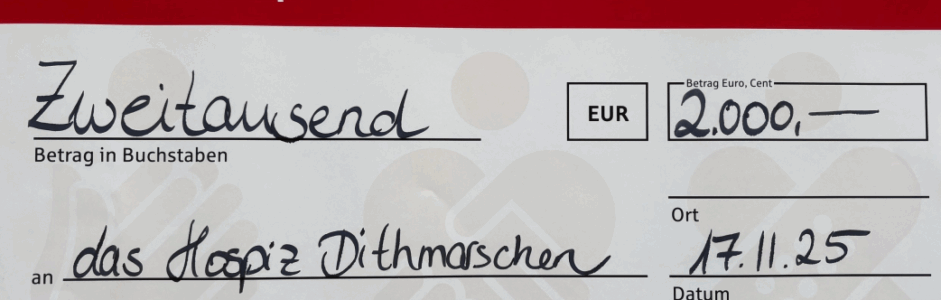 Zweitausend
Betrag in Buchstaben
EUR
Betrag Euro, Cent
2.000,—
Ort
an das Hospiz Dithmarschen
17.11.25
Datum